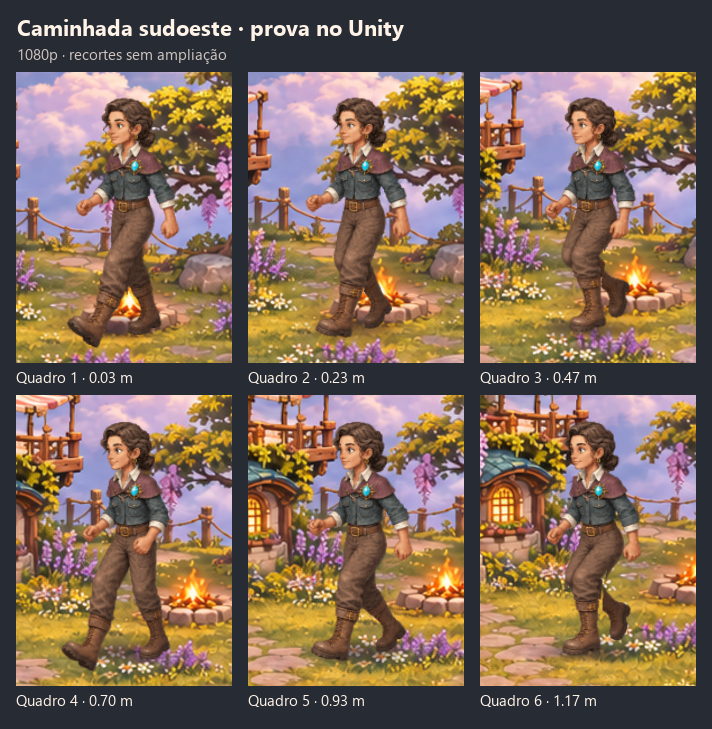 Caminhada sudoeste · prova no Unity
1080p · recortes sem ampliação
Quadro 1 · 0.03 m
Quadro 2 · 0.23 m
Quadro 3 · 0.47 m
Quadro 4 · 0.70 m
Quadro 5 · 0.93 m
Quadro 6 · 1.17 m